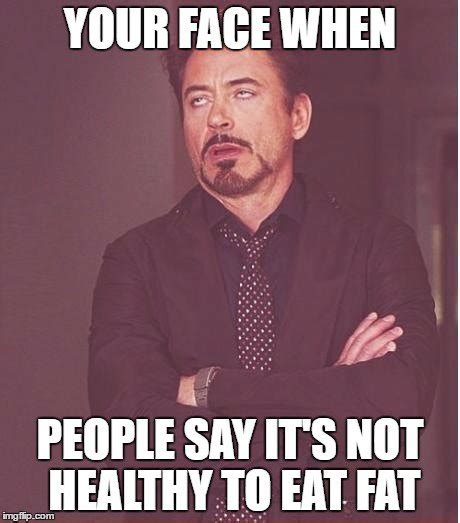 YOUR FACE WHEN
PEOPLE SAY IT'S NOT
HEALTHY TO EAT FAT
imgflip.com